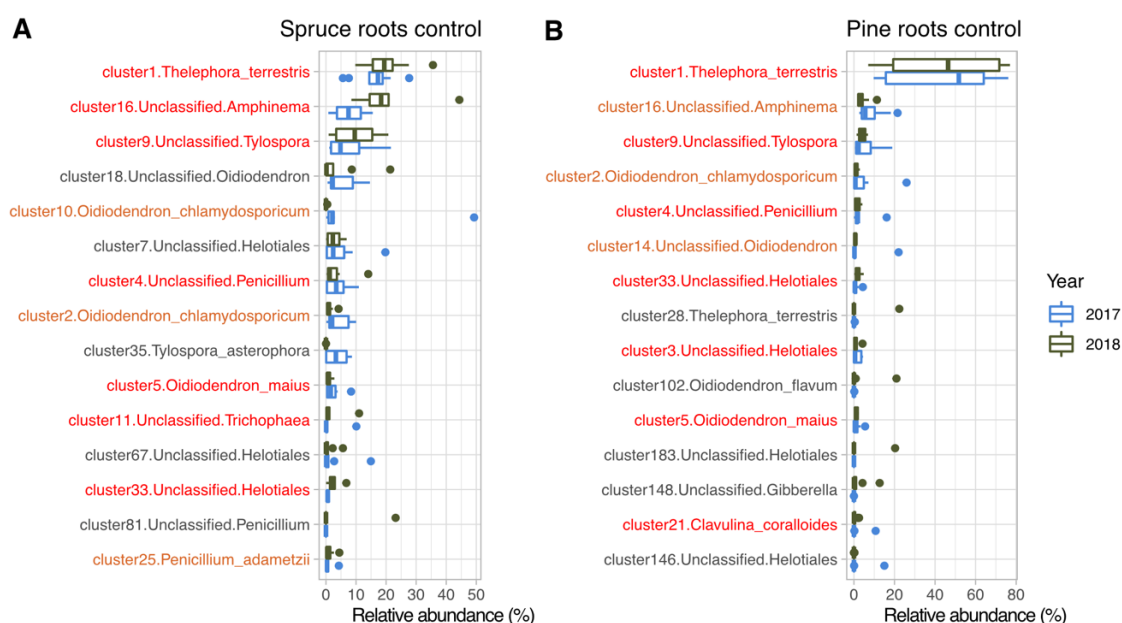 A
Spruce roots control
cluster1.Thelephora_terrestris
cluster16.Unclassified.Amphinema
cluster9.Unclassified.Tylospora
cluster18.Unclassified.Oidiodendron
cluster10.Oidiodendron_chlamydosporicum
cluster7.Unclassified.Helotiales
cluster4.Unclassified.Penicillium
cluster2.Oidiodendron_chlamydosporicum
cluster35.Tylospora_asterophora
cluster5.Oidiodendron_maius
cluster11.Unclassified.Trichophaea
cluster67.Unclassified.Helotiales
cluster33.Unclassified.Helotiales
cluster81.Unclassified.Penicillium
cluster25.Penicillium_adametzii
0 10 20 30 40 50
Relative abundance (%)
B
Pine roots control
cluster1.Thelephora_terrestris
cluster16.Unclassified.Amphinema
cluster9.Unclassified.Tylospora
cluster2.Oidiodendron_chlamydosporicum
cluster4.Unclassified.Penicillium
cluster14.Unclassified.Oidiodendron
cluster33.Unclassified.Helotiales
cluster28.Thelephora_terrestris
cluster3.Unclassified.Helotiales
cluster102.Oidiodendron_flavum
cluster5.Oidiodendron_maius
cluster183.Unclassified.Helotiales
cluster148.Unclassified.Gibberella
cluster21.Clavulina_coralloides
cluster146.Unclassified.Helotiales
0 20 40 60 80
Relative abundance (%)
Year
2017
2018